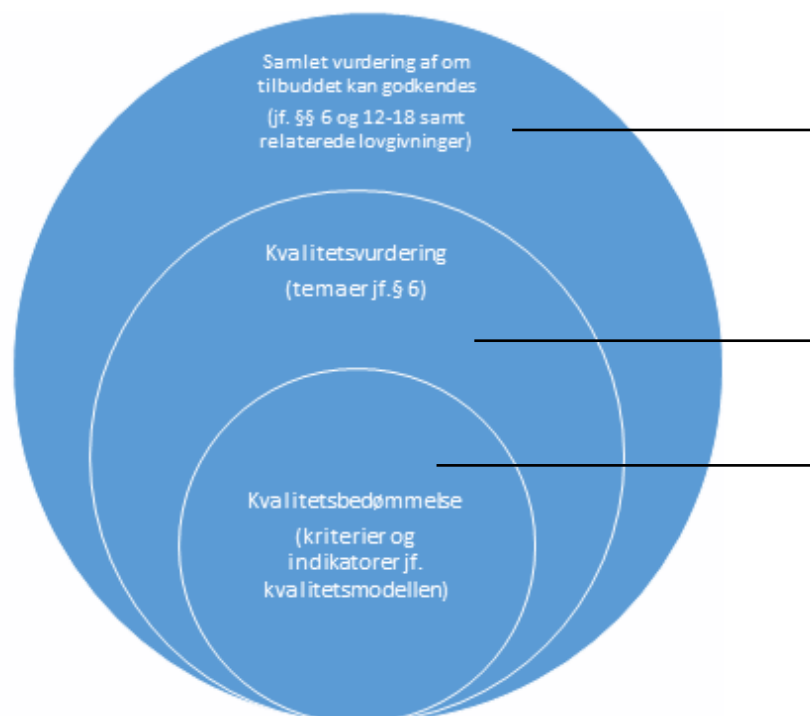 Samlet vurdering af om
tilbuddet kan godkendes
(jf. §§ 6 og 12-18 samt
relaterede lovgivninger)
Kvalitetsvurdering
(temaer jf.§ 6)
Kvalitetsbedømmelse
(kriterier og
indikatorer jf.
kvalitetsmodellen)